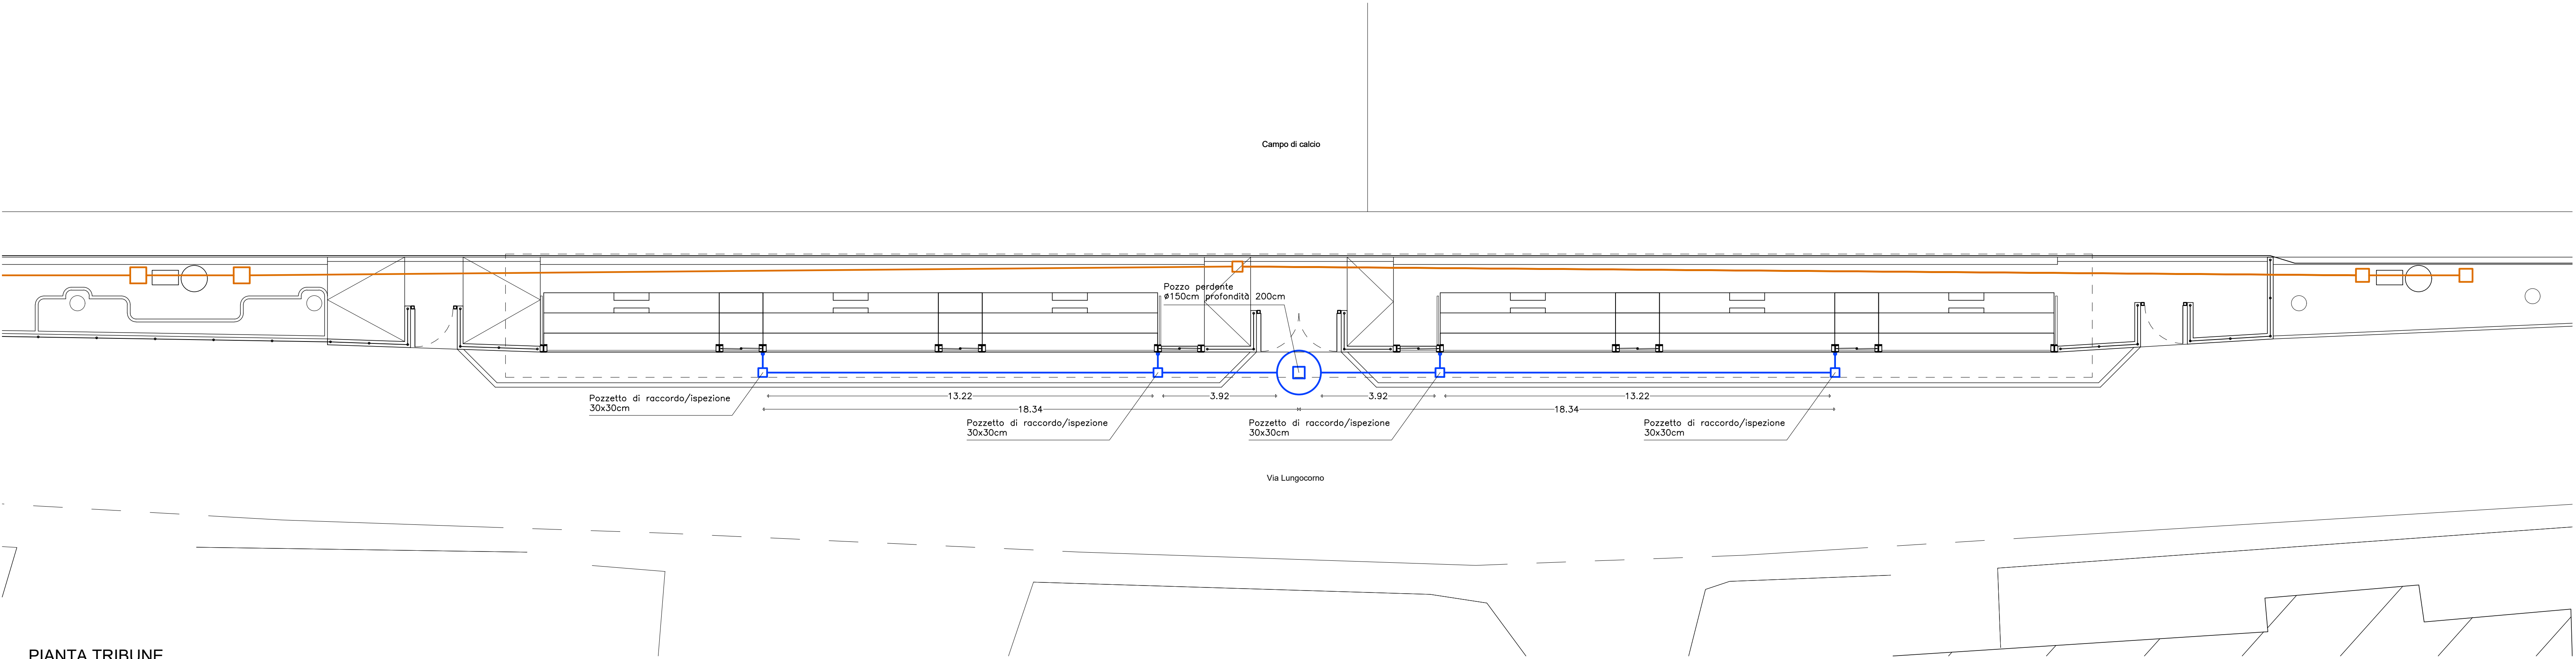 Campo di calcio
Pozzo perdente
ø150cm profondità 200cm
Pozzetto di raccordo/ispezione
30x30cm
13.22
3.92
3.92
13.22
18.34
18.34
Pozzetto di raccordo/ispezione
30x30cm
Pozzetto di raccordo/ispezione
30x30cm
Pozzetto di raccordo/ispezione
30x30cm
Via Lungocorno
PIANTA TRIBUNE